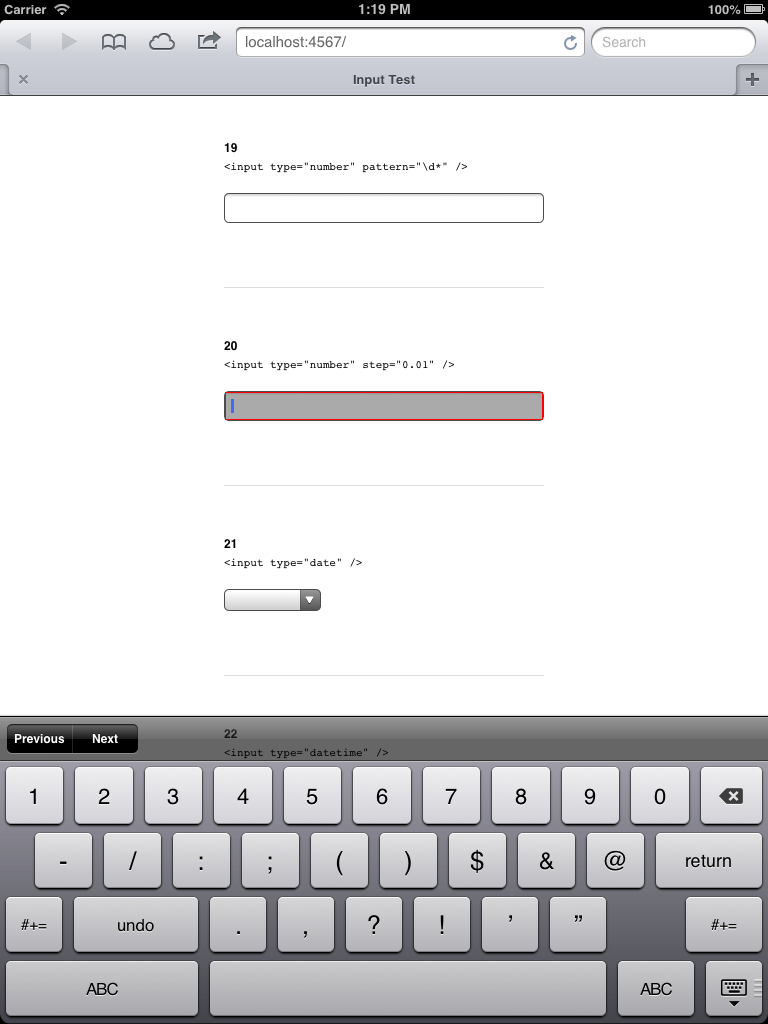 Carrier 1:19 PM 100%
localhost:4567/ Search
Input Test
19
<input type="number" pattern="\d*" />
20
<input type="number" step="0.01" />
21
<input type="date" />
Previous Next 22
<input type="datetime" />
1 2 3 4 5 6 7 8 9 0
- / : ; ( ) $ & @ return
#+= undo . , ? ! ’ ” #+=
ABC ABC